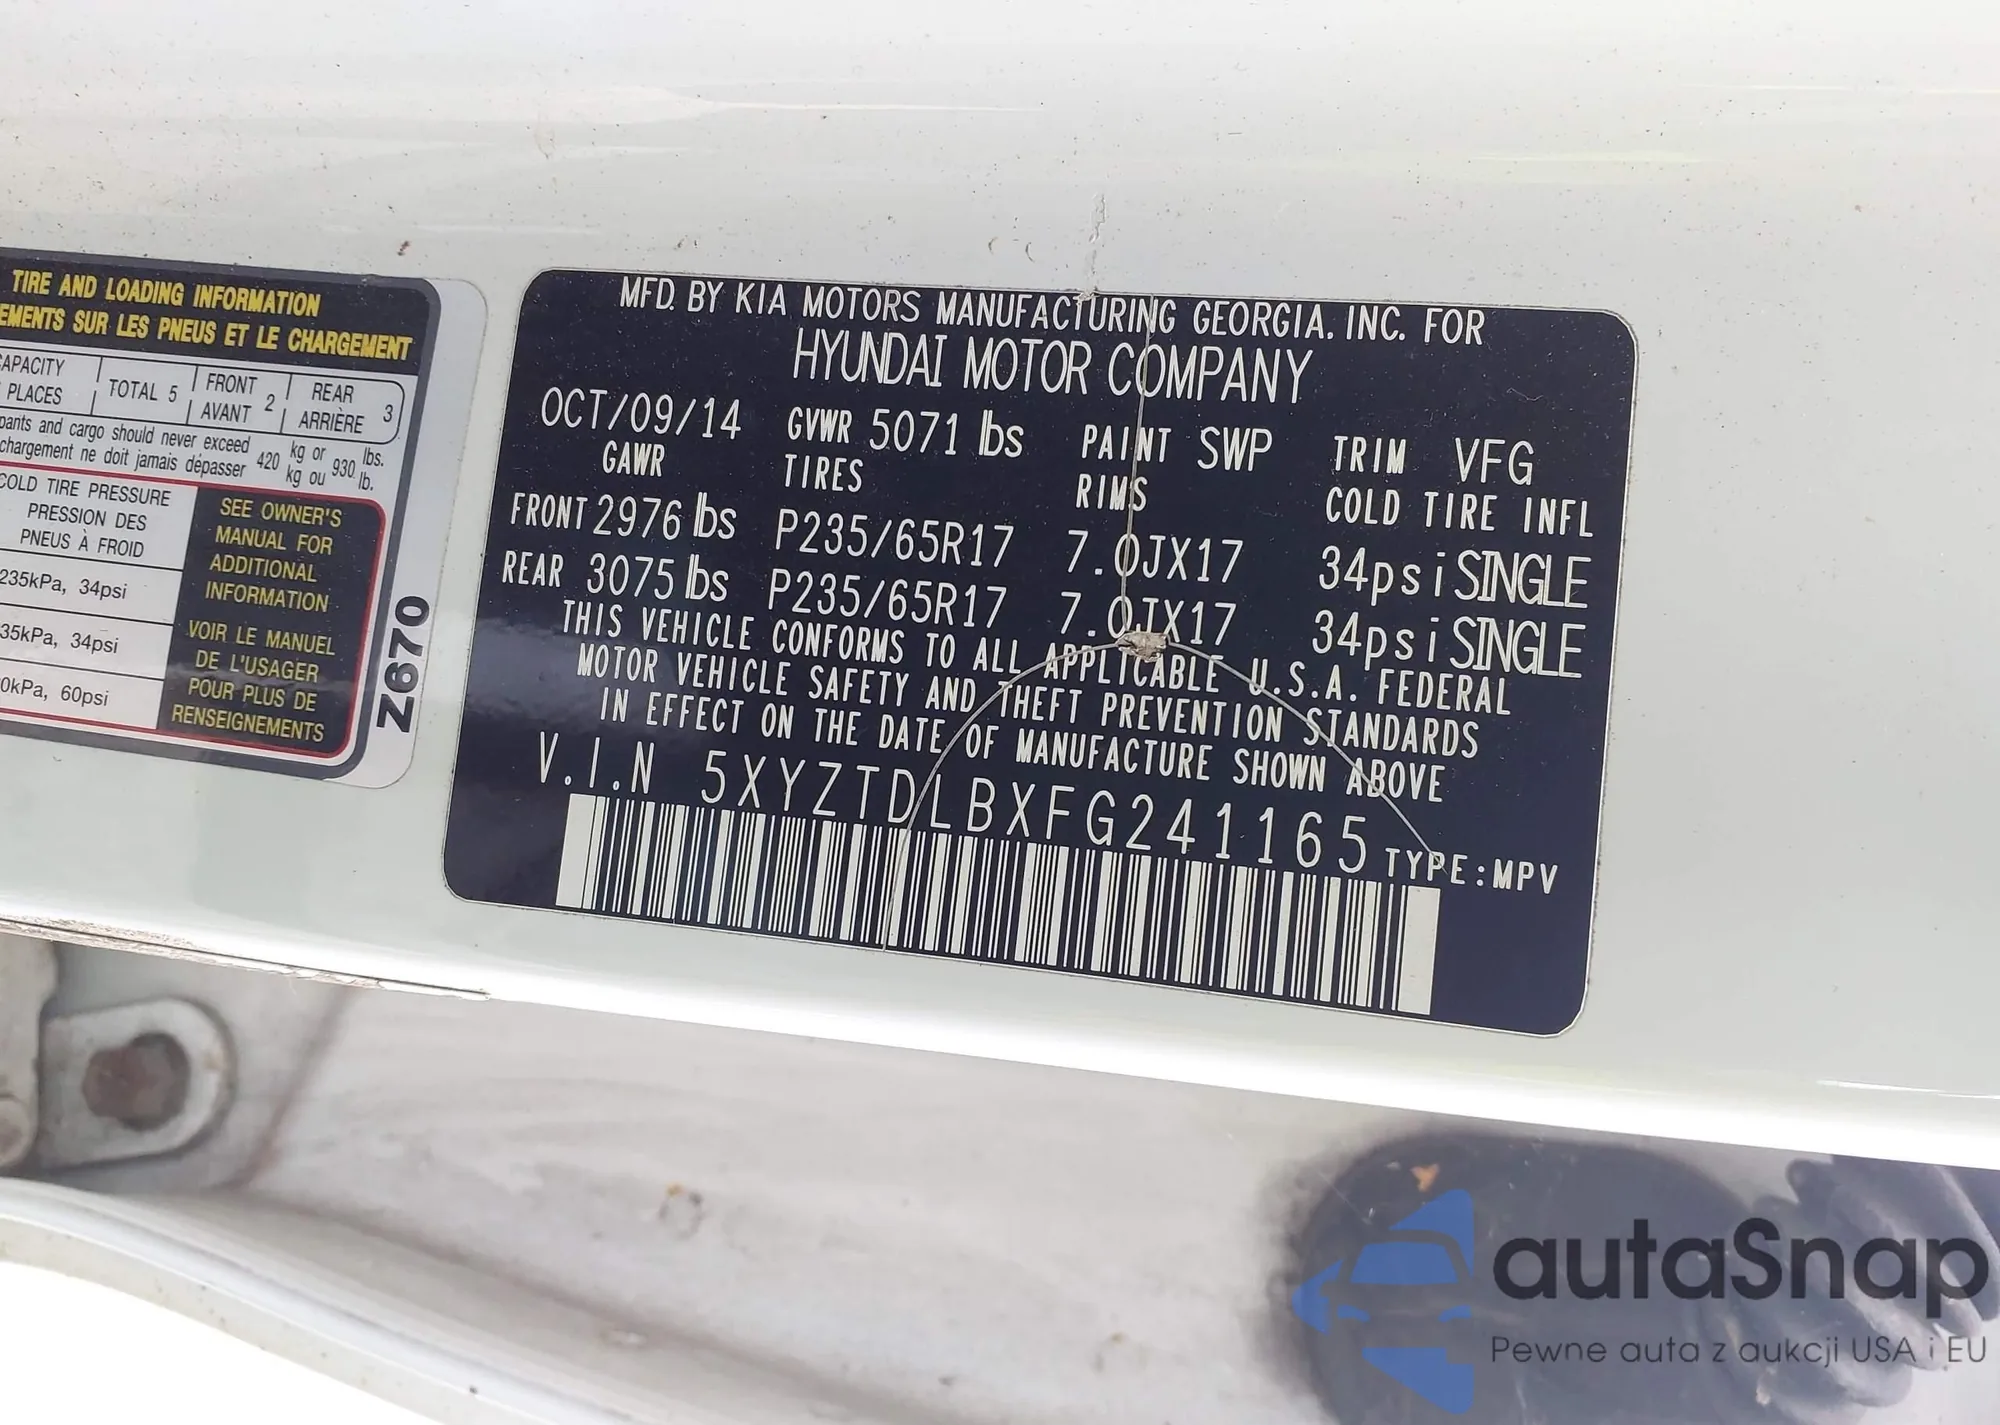 TIRE AND LOADING INFORMATION
EMENTS SUR LES PNEUS ET LE CHARGEMENT
CAPACITY
PLACES
TOTAL 5
FRONT
AVANT
2
REAR
ARRIÈRE
3
pants and cargo should never exceed
chargement ne doit jamais dépasser
420
kg or
kg ou
930
lbs.
lb.
COLD TIRE PRESSURE
PRESSION DES
PNEUS À FROID
235kPa, 34psi
35kPa, 34psi
0kPa, 60psi
SEE OWNER'S
MANUAL FOR
ADDITIONAL
INFORMATION
VOIR LE MANUEL
DE L'USAGER
POUR PLUS DE
RENSEIGNEMENTS
Z670
MFD. BY KIA MOTORS MANUFACTURING GEORGIA. INC. FOR
HYUNDAI MOTOR COMPANY
OCT/09/14 GVWR 5071 lbs PAINT SWP TRIM VFG
GAWR TIRES RIMS COLD TIRE INFL
FRONT 2976 lbs P235/65R17 7.0JX17 34psi SINGLE
REAR 3075 lbs P235/65R17 7.0JX17 34psi SINGLE
THIS VEHICLE CONFORMS TO ALL APPLICABLE U.S.A. FEDERAL
MOTOR VEHICLE SAFETY AND THEFT PREVENTION STANDARDS
IN EFFECT ON THE DATE OF MANUFACTURE SHOWN ABOVE
V.I.N 5XYZTDLBXFG241165 TYPE:MPV
autaSnap
Pewne auta z aukcji USA i EU